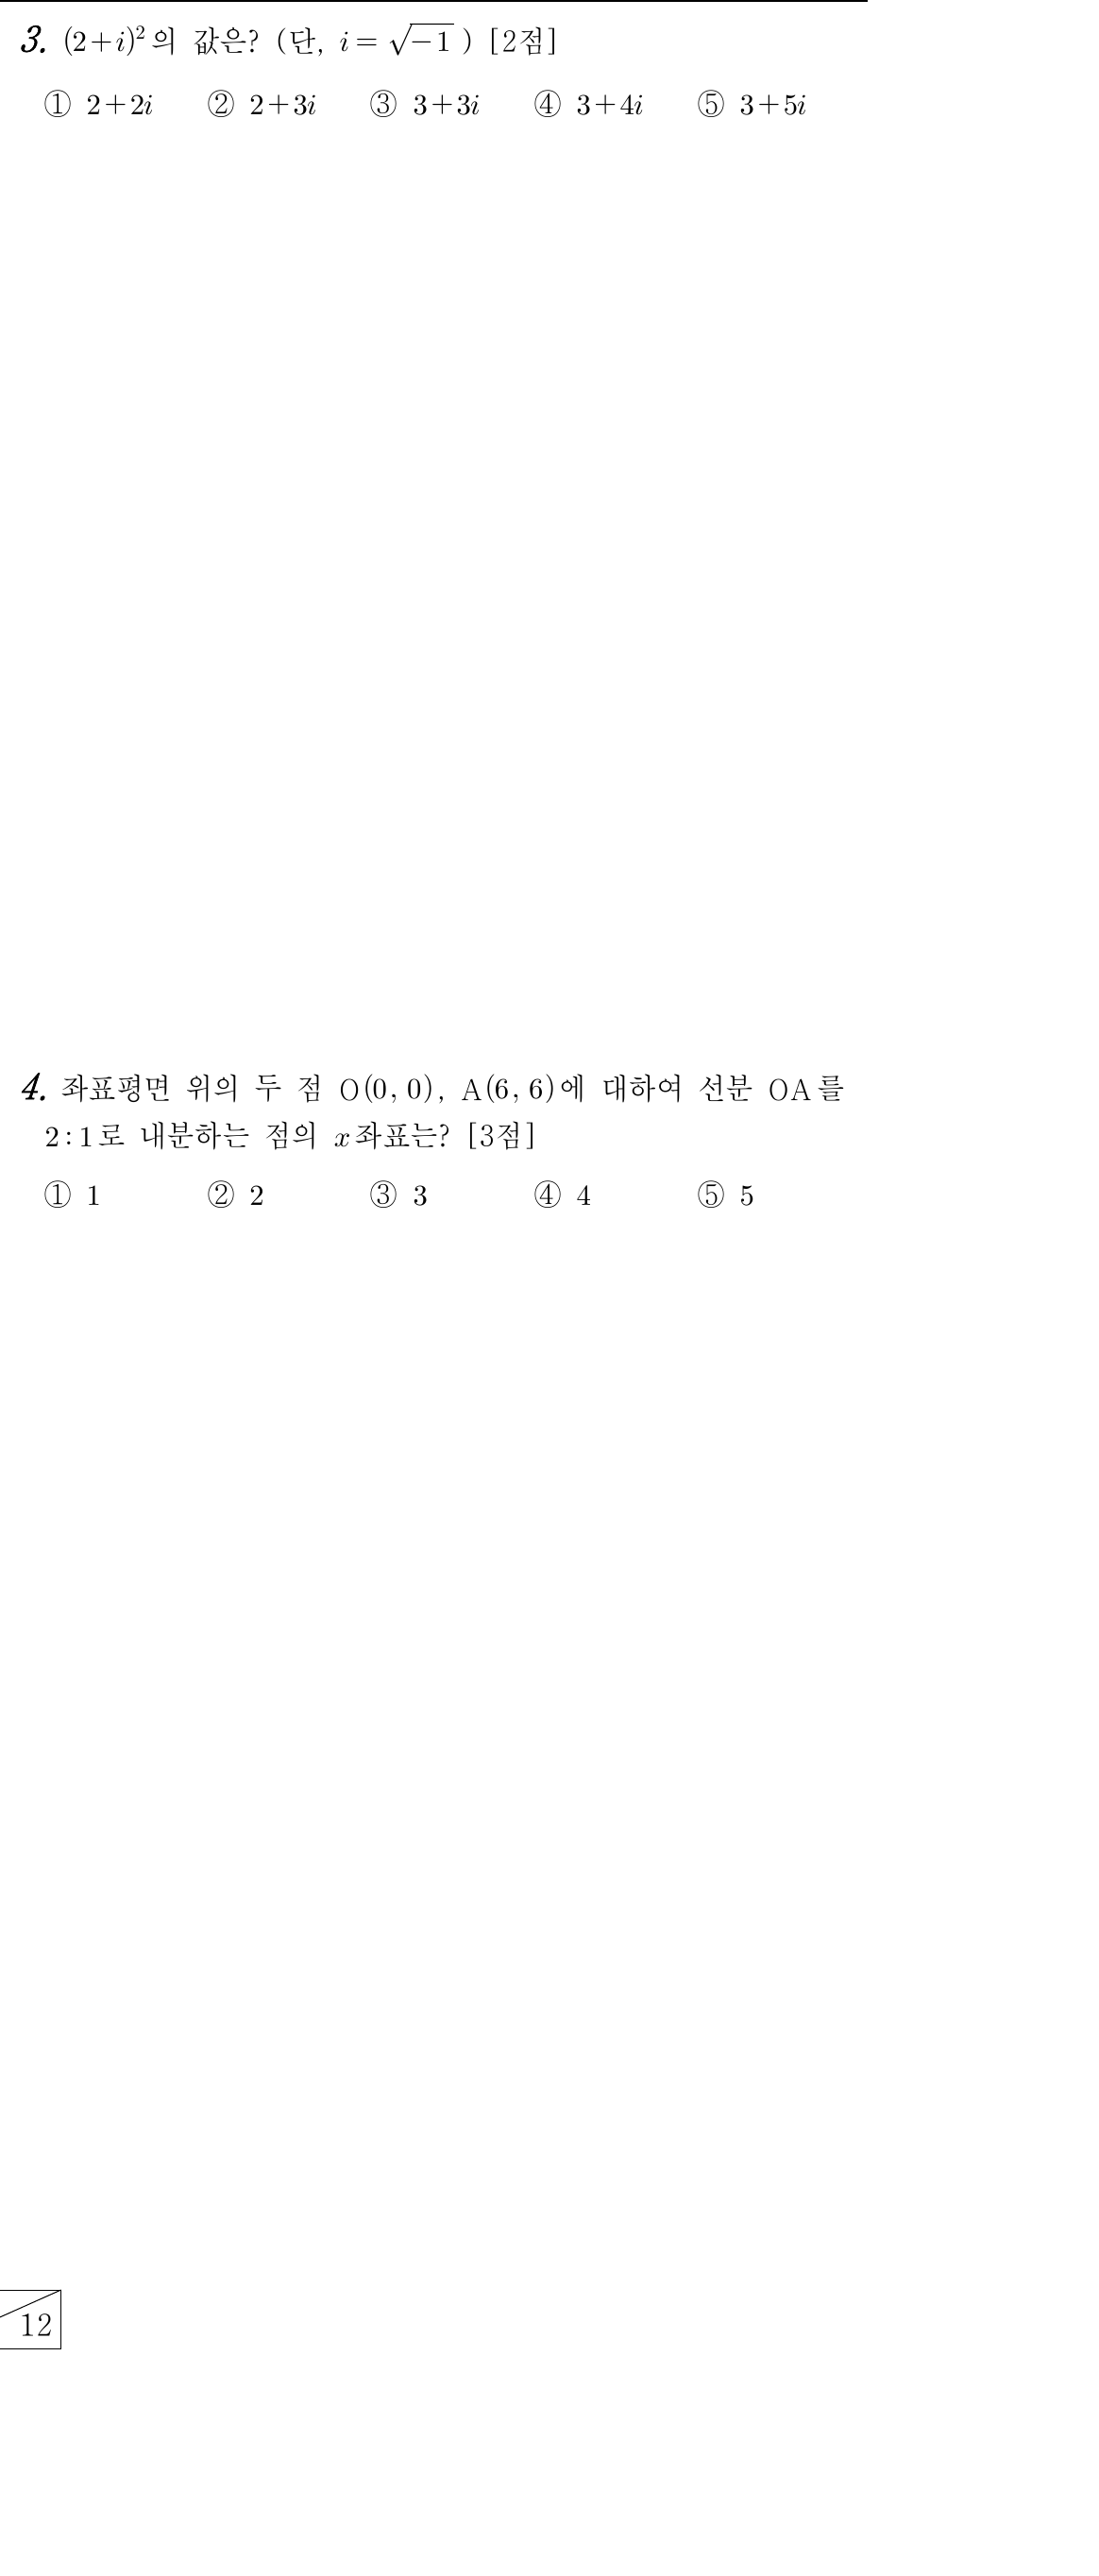 3. (2+i)²의 값은? (단, i=√-1 ) [2점]
① 2+2i ② 2+3i ③ 3+3i ④ 3+4i ⑤ 3+5i
4. 좌표평면 위의 두 점 O(0, 0), A(6, 6)에 대하여 선분 OA를
2:1로 내분하는 점의 x좌표는? [3점]
① 1 ② 2 ③ 3 ④ 4 ⑤ 5
12